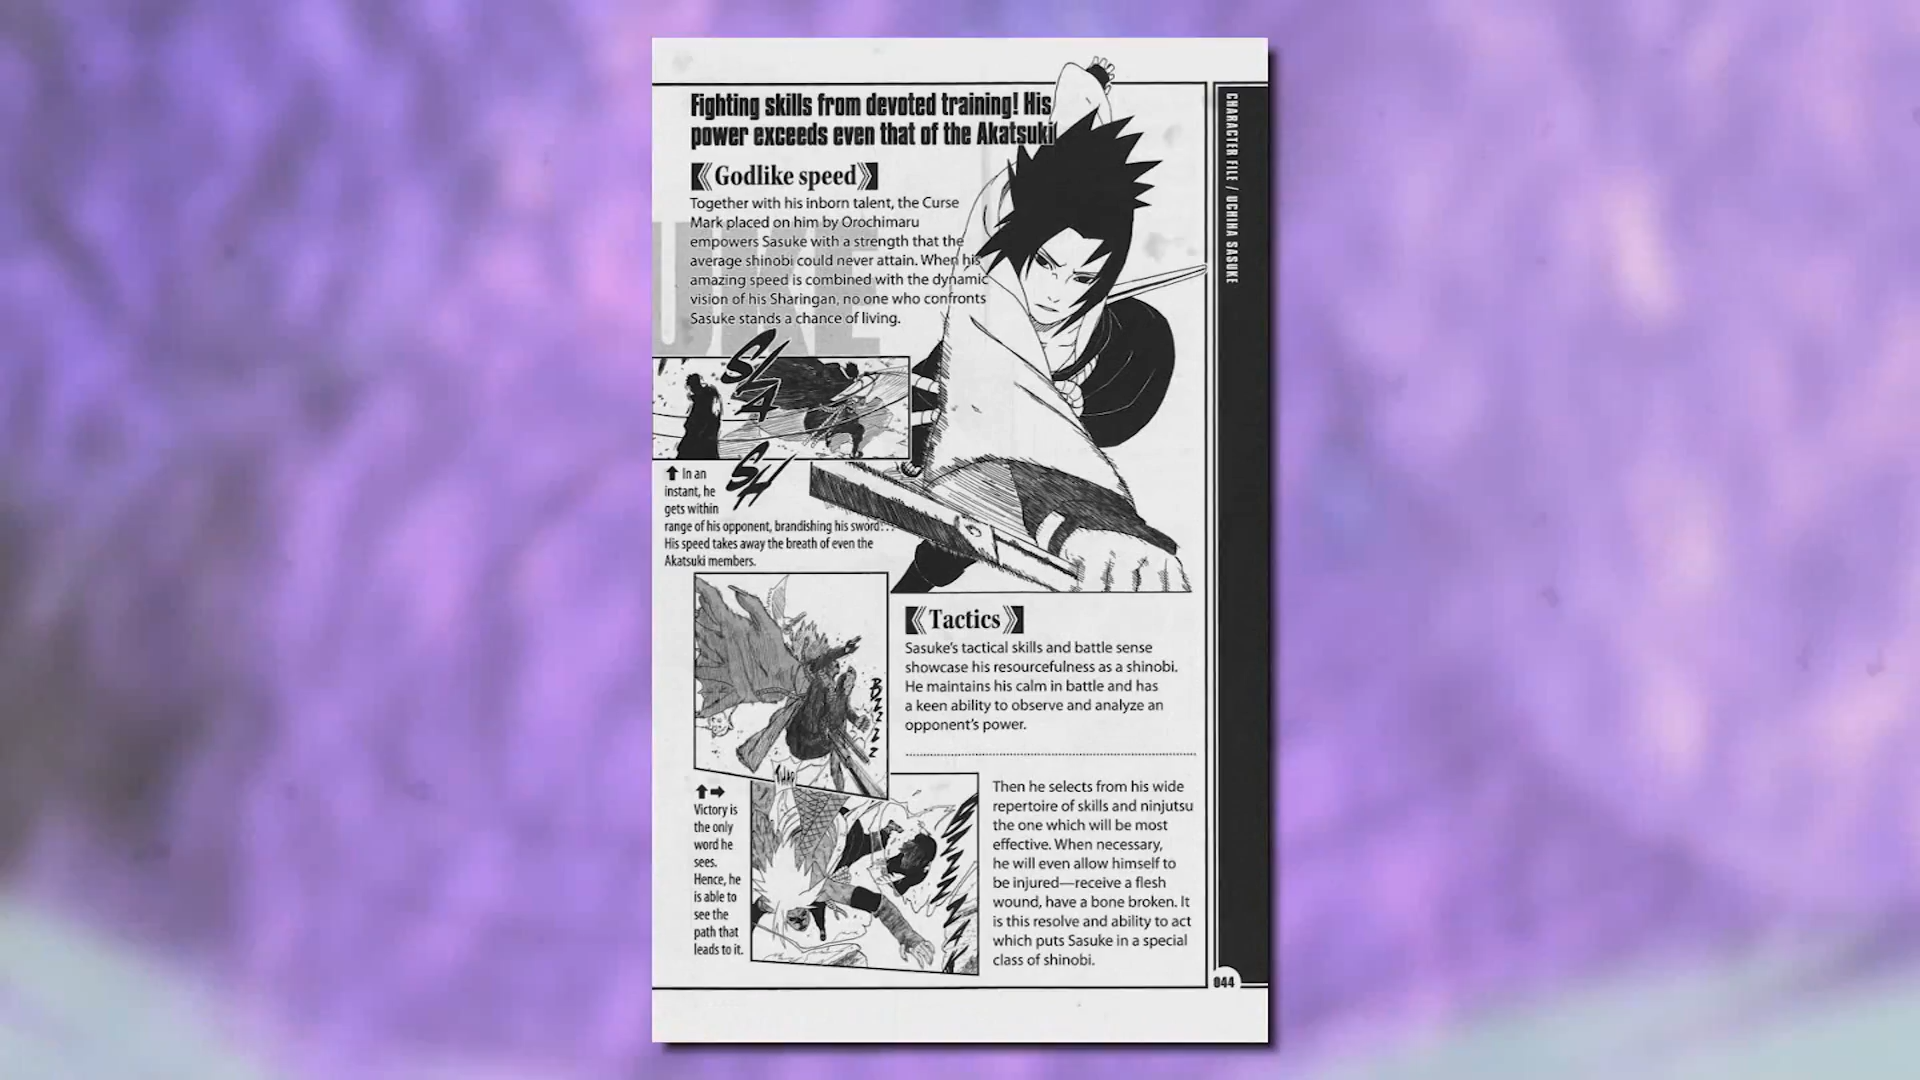 Fighting skills from devoted training! His
power exceeds even that of the Akatsuki
Godlike speed
Together with his inborn talent, the Curse
Mark placed on him by Orochimaru
empowers Sasuke with a strength that the
average shinobi could never attain. When his
amazing speed is combined with the dynamic
vision of his Sharingan, no one who confronts
Sasuke stands a chance of living.
UKE
SLA
SH
In an
instant, he
gets within
range of his opponent, brandishing his sword...
His speed takes away the breath of even the
Akatsuki members.
Tactics
Sasuke's tactical skills and battle sense
showcase his resourcefulness as a shinobi.
He maintains his calm in battle and has
a keen ability to observe and analyze an
opponent's power.
Then he selects from his wide
repertoire of skills and ninjutsu
the one which will be most
effective. When necessary,
he will even allow himself to
be injured—receive a flesh
wound, have a bone broken. It
is this resolve and ability to act
which puts Sasuke in a special
class of shinobi.
Victory is
the only
word he
sees.
Hence, he
is able to
see the
path that
leads to it.
CHARACTER FILE / UCHIHA SASUKE
044